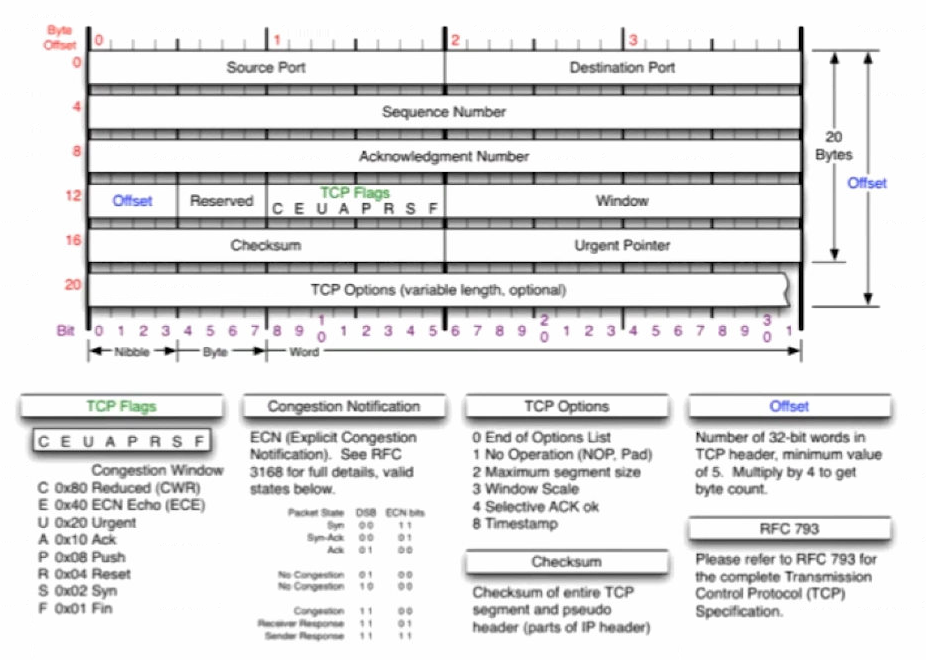 Byte
Offset
0 1 2 3
0 Source Port Destination Port
4 Sequence Number
20
Bytes
8 Acknowledgment Number
Offset
12 Offset Reserved TCP Flags Window
C E U A P R S F
16 Checksum Urgent Pointer
20 TCP Options (variable length, optional)
Bit 0 1 2 3 4 5 6 7 8 9 10 1 2 3 4 5 6 7 8 9 20 1 2 3 4 5 6 7 8 9 30 1
Nibble Byte Word
TCP Flags
C E U A P R S F
Congestion Window
C 0x80 Reduced (CWR)
E 0x40 ECN Echo (ECE)
U 0x20 Urgent
A 0x10 Ack
P 0x08 Push
R 0x04 Reset
S 0x02 Syn
F 0x01 Fin
Congestion Notification
ECN (Explicit Congestion
Notification). See RFC
3168 for full details, valid
states below.
Packet State DSB ECN bits
Syn 0 0 1 1
Syn-Ack 0 0 0 1
Ack 0 1 0 0
No Congestion 0 1 0 0
No Congestion 1 0 0 0
Congestion 1 1 0 0
Receiver Response 1 1 0 1
Sender Response 1 1 1 1
TCP Options
0 End of Options List
1 No Operation (NOP, Pad)
2 Maximum segment size
3 Window Scale
4 Selective ACK ok
8 Timestamp
Checksum
Checksum of entire TCP
segment and pseudo
header (parts of IP header)
Offset
Number of 32-bit words in
TCP header, minimum value
of 5. Multiply by 4 to get
byte count.
RFC 793
Please refer to RFC 793 for
the complete Transmission
Control Protocol (TCP)
Specification.